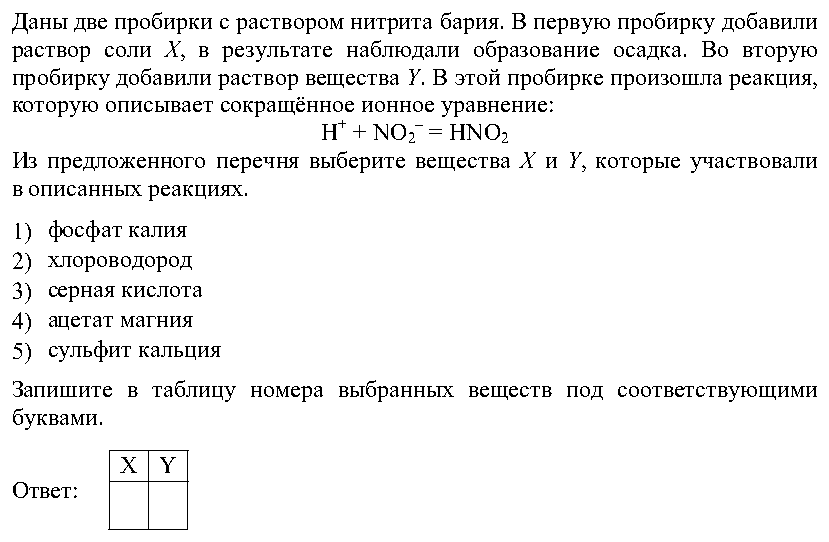 Даны две пробирки с раствором нитрита бария. В первую пробирку добавили
раствор соли X, в результате наблюдали образование осадка. Во вторую
пробирку добавили раствор вещества Y. В этой пробирке произошла реакция,
которую описывает сокращённое ионное уравнение:
H⁺ + NO₂⁻ = HNO₂
Из предложенного перечня выберите вещества X и Y, которые участвовали
в описанных реакциях.
1) фосфат калия
2) хлороводород
3) серная кислота
4) ацетат магния
5) сульфит кальция
Запишите в таблицу номера выбранных веществ под соответствующими
буквами.
X Y
Ответ: